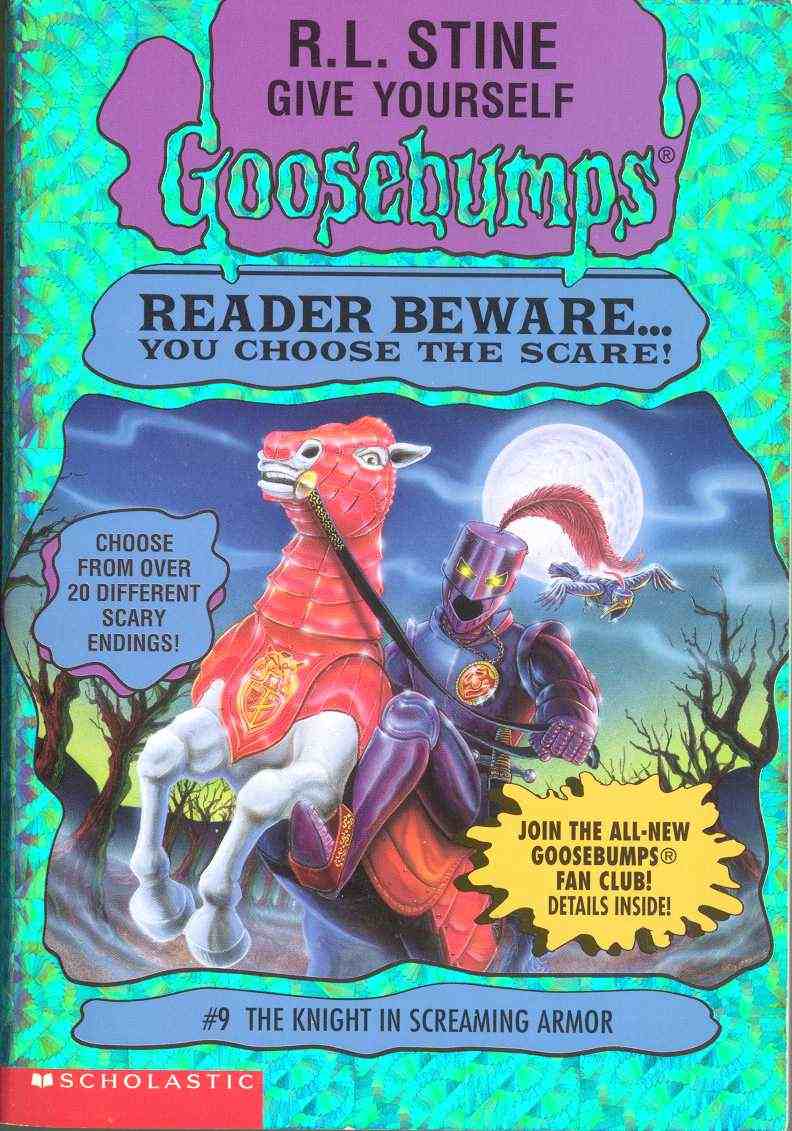 R.L. STINE
GIVE YOURSELF
Goosebumps®
READER BEWARE...
YOU CHOOSE THE SCARE!
CHOOSE
FROM OVER
20 DIFFERENT
SCARY
ENDINGS!
JOIN THE ALL-NEW
GOOSEBUMPS®
FAN CLUB!
DETAILS INSIDE!
#9 THE KNIGHT IN SCREAMING ARMOR
SCHOLASTIC